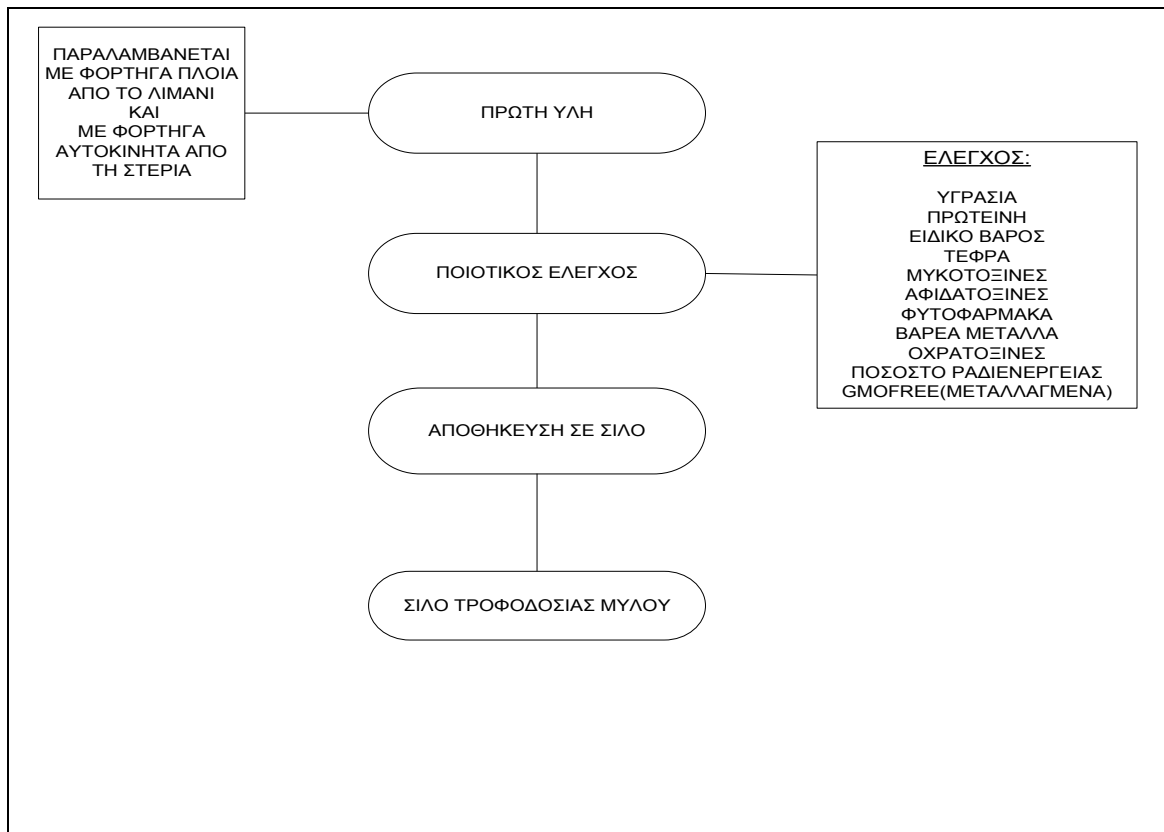 ΠΑΡΑΛΑΜΒΑΝΕΤΑΙ
ΜΕ ΦΟΡΤΗΓΑ ΠΛΟΙΑ
ΑΠΟ ΤΟ ΛΙΜΑΝΙ
ΚΑΙ
ΜΕ ΦΟΡΤΗΓΑ
ΑΥΤΟΚΙΝΗΤΑ ΑΠΟ
ΤΗ ΣΤΕΡΙΑ
ΠΡΩΤΗ ΥΛΗ
ΠΟΙΟΤΙΚΟΣ ΕΛΕΓΧΟΣ
ΕΛΕΓΧΟΣ:
ΥΓΡΑΣΙΑ
ΠΡΩΤΕΙΝΗ
ΕΙΔΙΚΟ ΒΑΡΟΣ
ΤΕΦΡΑ
ΜΥΚΟΤΟΞΙΝΕΣ
ΑΦΙΔΑΤΟΞΙΝΕΣ
ΦΥΤΟΦΑΡΜΑΚΑ
ΒΑΡΕΑ ΜΕΤΑΛΛΑ
ΟΧΡΑΤΟΞΙΝΕΣ
ΠΟΣΟΣΤΟ ΡΑΔΙΕΝΕΡΓΕΙΑΣ
GMOFREE(ΜΕΤΑΛΛΑΓΜΕΝΑ)
ΑΠΟΘΗΚΕΥΣΗ ΣΕ ΣΙΛΟ
ΣΙΛΟ ΤΡΟΦΟΔΟΣΙΑΣ ΜΥΛΟΥ